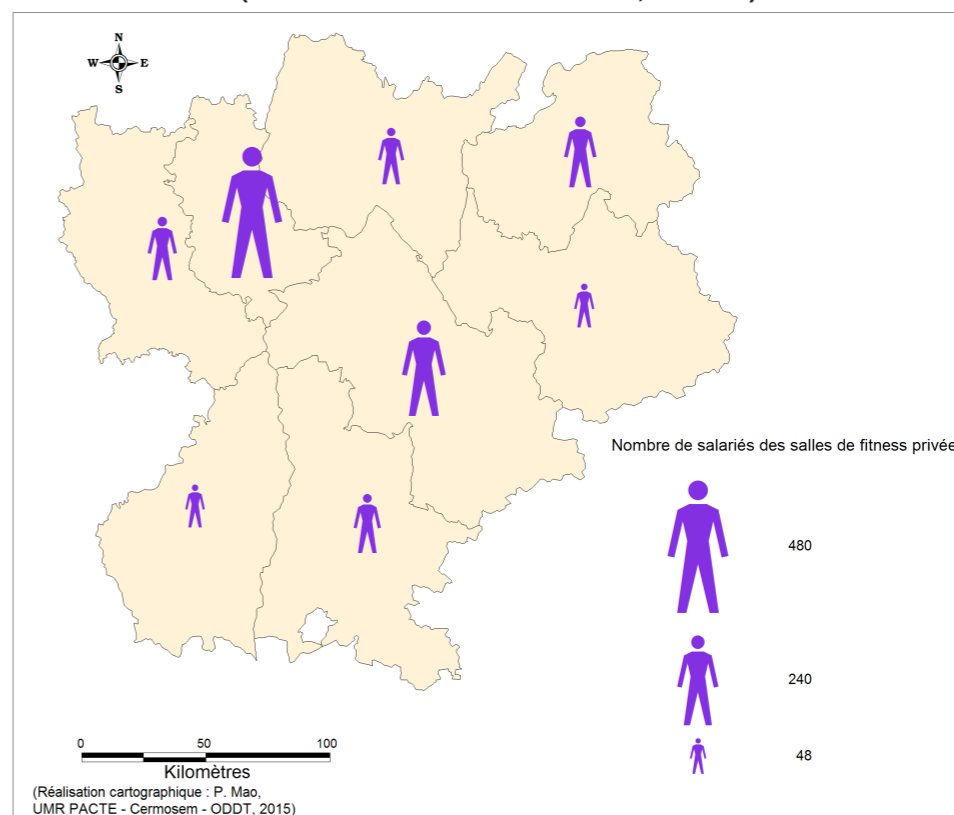 N
W E
S
Nombre de salariés des salles de fitness privée
480
240
48
0 50 100
Kilomètres
(Réalisation cartographique : P. Mao,
UMR PACTE - Cermosem - ODDT, 2015)